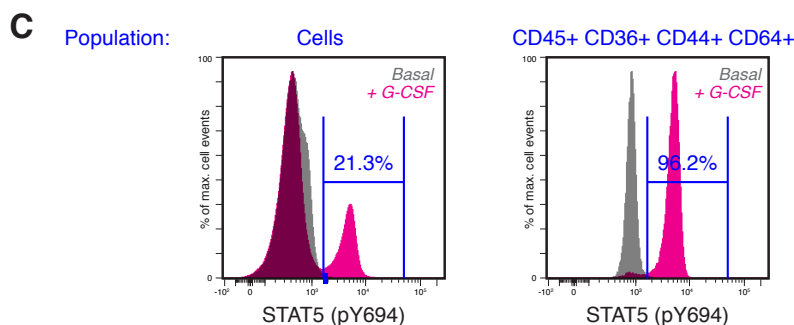 C
Population: Cells CD45+ CD36+ CD44+ CD64+
100
Basal
+ G-CSF
21.3%
% of max. cell events
0
-10² 0 10³ 10⁴ 10⁵
STAT5 (pY694)
100
Basal
+ G-CSF
96.2%
% of max. cell events
0
-10² 0 10³ 10⁴ 10⁵
STAT5 (pY694)